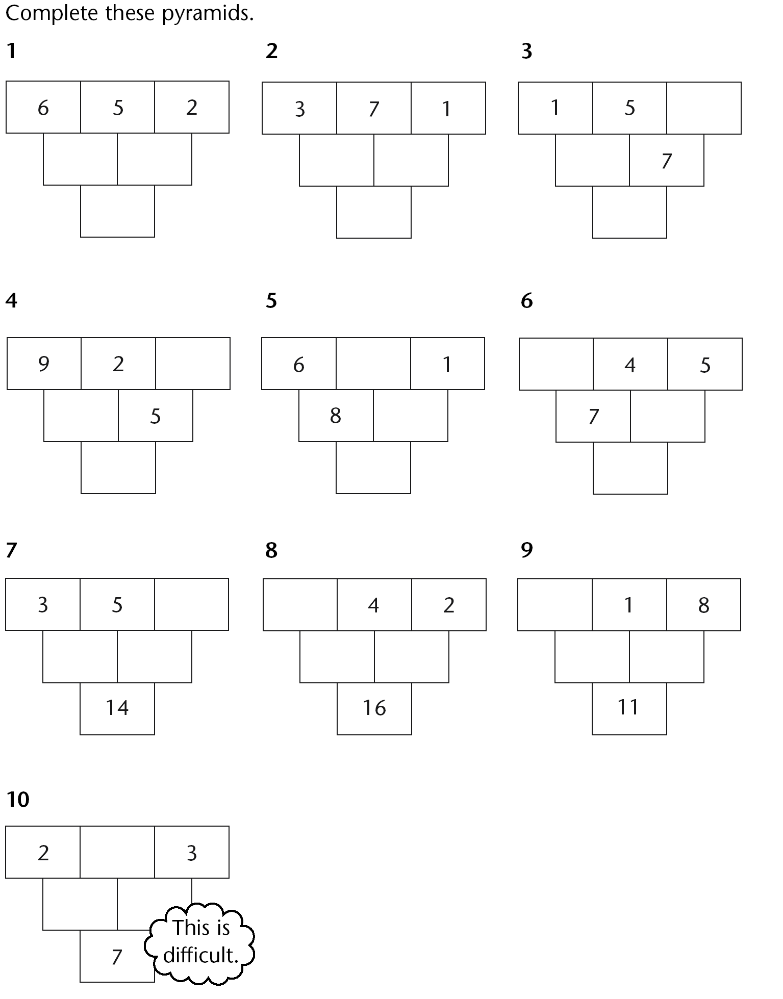 Complete these pyramids.
1 2 3
6 5 2 3 7 1 1 5
7
4 5 6
9 2 6 1 4 5
5 8 7
7 8 9
3 5 4 2 1 8
14 16 11
10
2 3
This is
7 difficult.